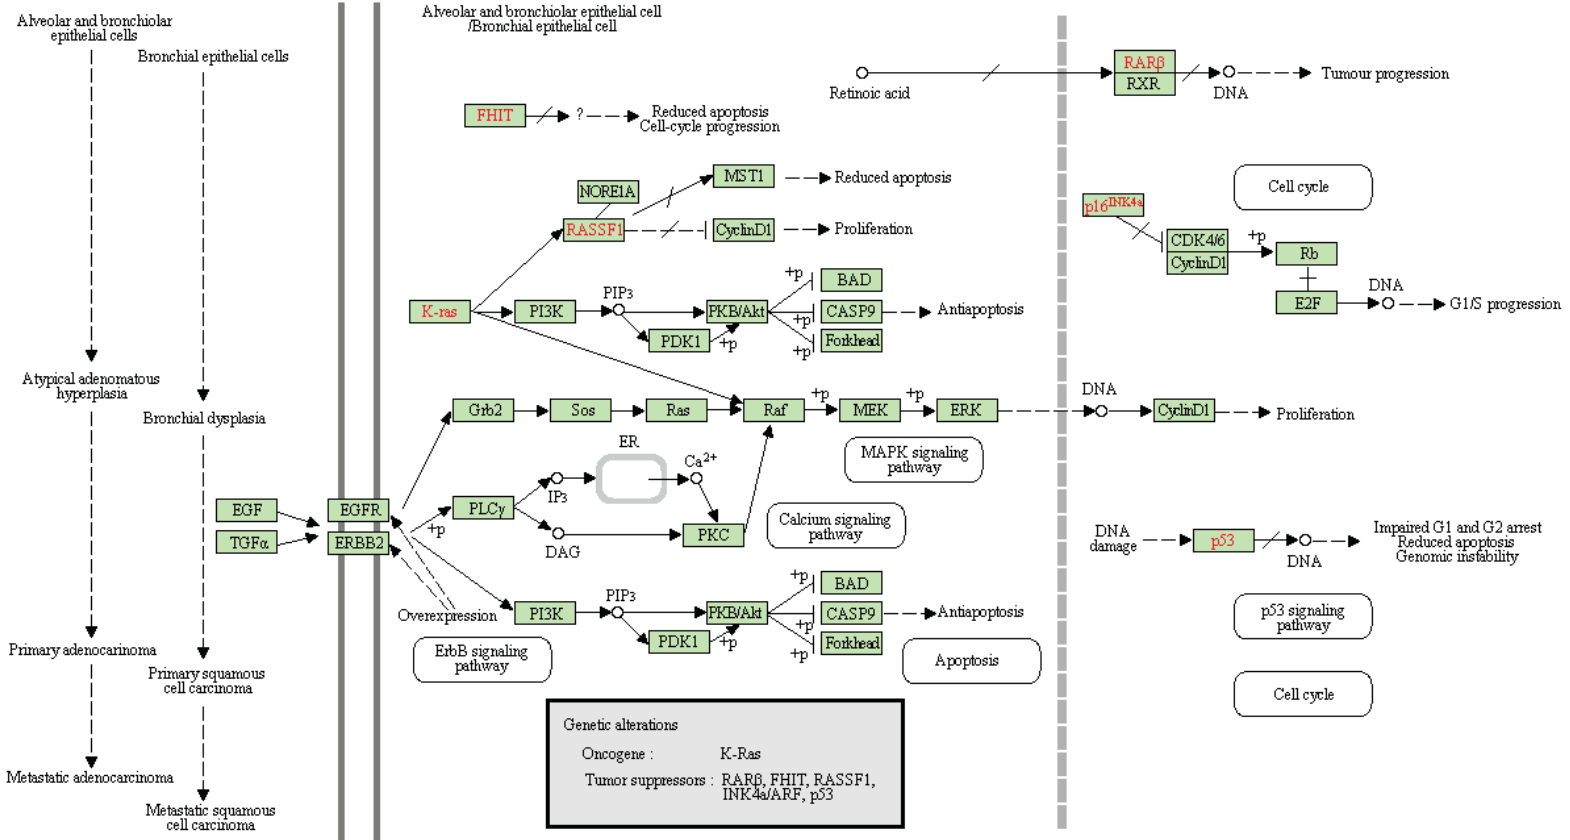 Alveolar and bronchiolar
epithelial cells
Bronchial epithelial cells
Atypical adenomatous
hyperplasia
Bronchial dysplasia
Primary adenocarinoma
Primary squamous
cell carcinoma
Metastatic adenocarcinoma
Metastatic squamous
cell carcinoma
Alveolar and bronchiolar epithelial cell
/Bronchial epithelial cell
Retinoic acid
RARβ
RXR
DNA
Tumour progression
FHIT
?
Reduced apoptosis
Cell-cycle progression
NORE1A
MST1
Reduced apoptosis
RASSF1
CyclinD1
Proliferation
Cell cycle
p16INK4a
CDK4/6
CyclinD1
+p
Rb
E2F
DNA
G1/S progression
K-ras
PI3K
PIP3
PKB/Akt
PDK1
+p
+p
+p
+p
BAD
CASP9
Forkhead
Antiapoptosis
Grb2
Sos
Ras
Raf
+p
MEK
+p
ERK
DNA
CyclinD1
Proliferation
MAPK signaling
pathway
ER
Ca2+
IP3
PLCγ
DAG
PKC
Calcium signaling
pathway
EGF
TGFα
EGFR
ERBB2
+p
Overexpression
DNA
damage
p53
DNA
Impaired G1 and G2 arrest
Reduced apoptosis
Genomic instability
PI3K
PIP3
PKB/Akt
PDK1
+p
+p
+p
+p
BAD
CASP9
Forkhead
Antiapoptosis
ErbB signaling
pathway
Apoptosis
p53 signaling
pathway
Cell cycle
Genetic alterations
Oncogene : K-Ras
Tumor suppressors : RARβ, FHIT, RASSF1,
INK4a/ARF, p53